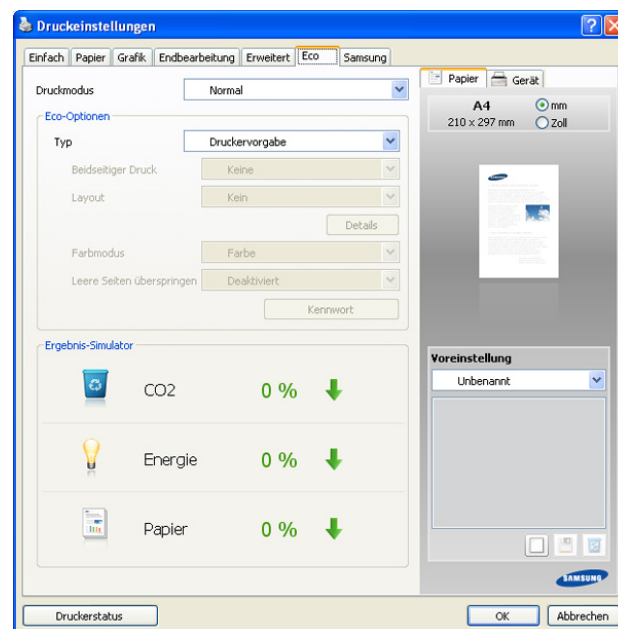 Druckeinstellungen
Einfach Papier Grafik Endbearbeitung Erweitert Eco Samsung
Druckmodus Normal
Eco-Optionen
Typ Druckervorgabe
Beidseitiger Druck Keine
Layout Kein
Details
Farbmodus Farbe
Leere Seiten überspringen Deaktiviert
Kennwort
Ergebnis-Simulator
CO2 0 %
Energie 0 %
Papier 0 %
Papier Gerät
A4 mm
210 x 297 mm Zoll
SAMSUNG
Voreinstellung
Unbenannt
SAMSUNG
Druckerstatus OK Abbrechen